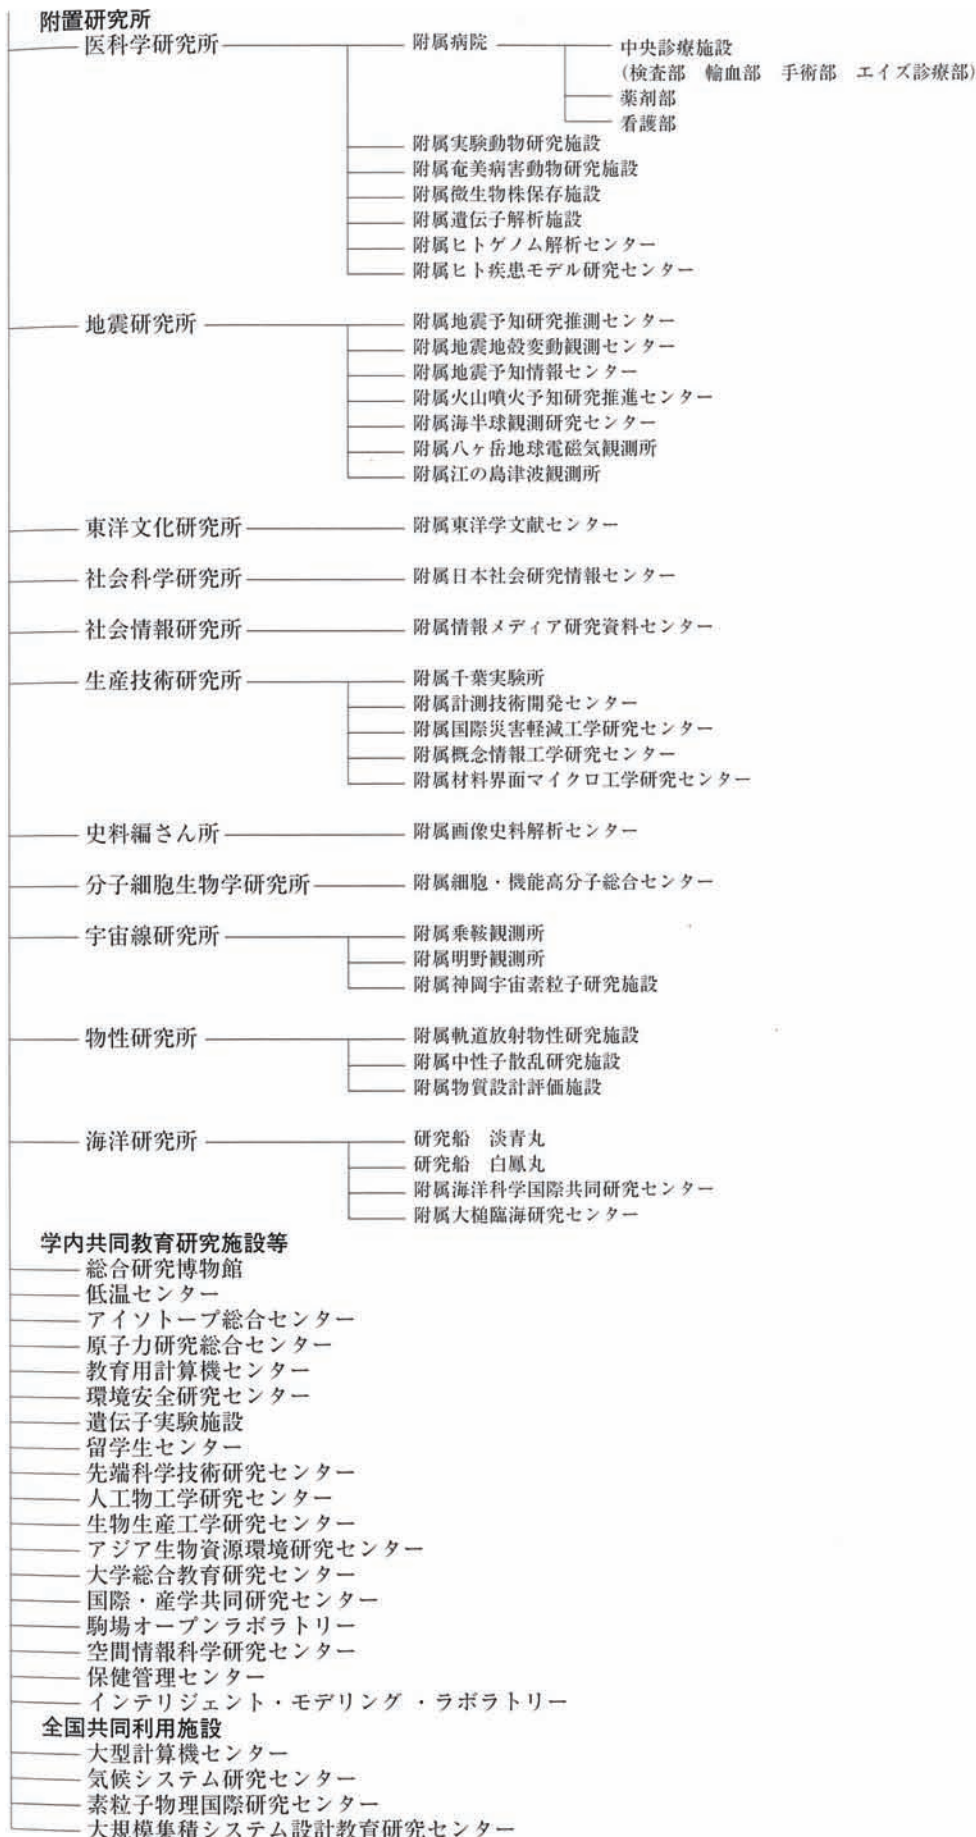 附置研究所
医科学研究所 附属病院 中央診療施設
(検査部 輸血部 手術部 エイズ診療部)
薬剤部
看護部
附属実験動物研究施設
附属奄美病害動物研究施設
附属微生物株保存施設
附属遺伝子解析施設
附属ヒトゲノム解析センター
附属ヒト疾患モデル研究センター
地震研究所 附属地震予知研究推測センター
附属地震地殻変動観測センター
附属地震予知情報センター
附属火山噴火予知研究推進センター
附属海半球観測研究センター
附属八ヶ岳地球電磁気観測所
附属江の島津波観測所
東洋文化研究所 附属東洋学文献センター
社会科学研究所 附属日本社会研究情報センター
社会情報研究所 附属情報メディア研究資料センター
生産技術研究所 附属千葉実験所
附属計測技術開発センター
附属国際災害軽減工学研究センター
附属概念情報工学研究センター
附属材料界面マイクロ工学研究センター
史料編さん所 附属画像史料解析センター
分子細胞生物学研究所 附属細胞・機能高分子総合センター
宇宙線研究所 附属乗鞍観測所
附属明野観測所
附属神岡宇宙素粒子研究施設
物性研究所 附属軌道放射物性研究施設
附属中性子散乱研究施設
附属物質設計評価施設
海洋研究所 研究船 淡青丸
研究船 白鳳丸
附属海洋科学国際共同研究センター
附属大槌臨海研究センター
学内共同教育研究施設等
総合研究博物館
低温センター
アイソトープ総合センター
原子力研究総合センター
教育用計算機センター
環境安全研究センター
遺伝子実験施設
留学生センター
先端科学技術研究センター
人工物工学研究センター
生物生産工学研究センター
アジア生物資源環境研究センター
大学総合教育研究センター
国際・産学共同研究センター
駒場オープンラボラトリー
空間情報科学研究センター
保健管理センター
インテリジェント・モデリング・ラボラトリー
全国共同利用施設
大型計算機センター
気候システム研究センター
素粒子物理国際研究センター
大規模集積システム設計教育研究センター